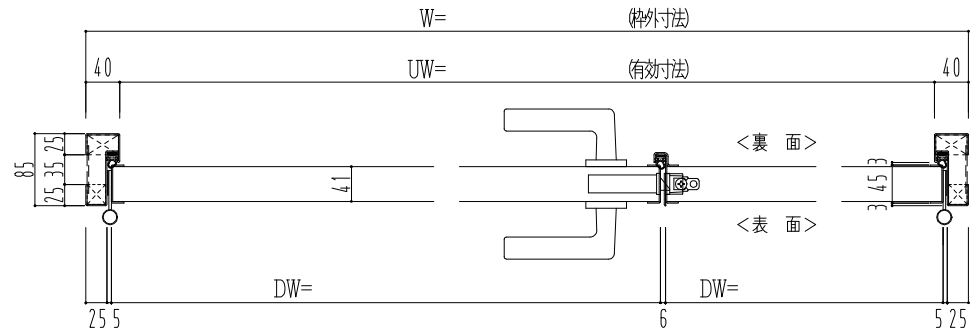 W= (枠外寸法)
40 UW= (有効寸法) 40
85 25 35 25
41
<裏 面>
3 45 3
<表 面>
DW= DW=
25 5 6 5 25